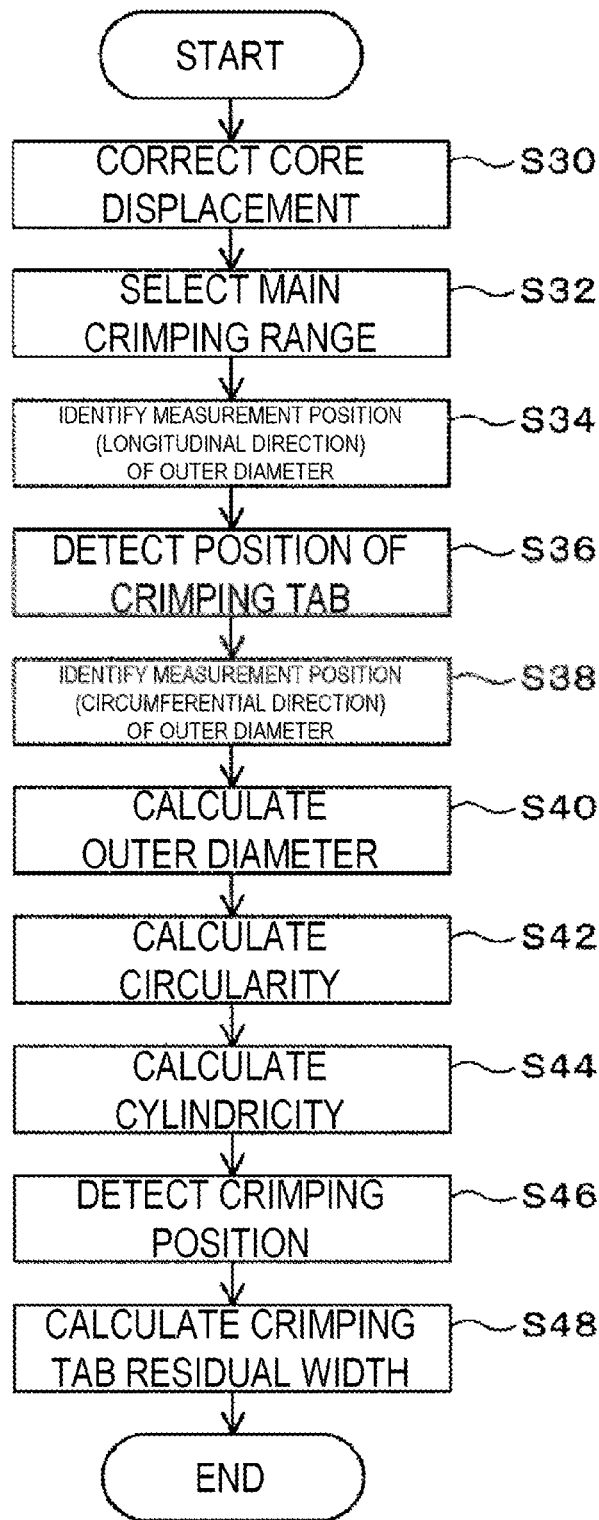 START
CORRECT CORE
DISPLACEMENT
S30
SELECT MAIN
CRIMPING RANGE
S32
IDENTIFY MEASUREMENT POSITION
(LONGITUDINAL DIRECTION)
OF OUTER DIAMETER
S34
DETECT POSITION OF
CRIMPING TAB
S36
IDENTIFY MEASUREMENT POSITION
(CIRCUMFERENTIAL DIRECTION)
OF OUTER DIAMETER
S38
CALCULATE
OUTER DIAMETER
S40
CALCULATE
CIRCULARITY
S42
CALCULATE
CYLINDRICITY
S44
DETECT CRIMPING
POSITION
S46
CALCULATE CRIMPING
TAB RESIDUAL WIDTH
S48
END